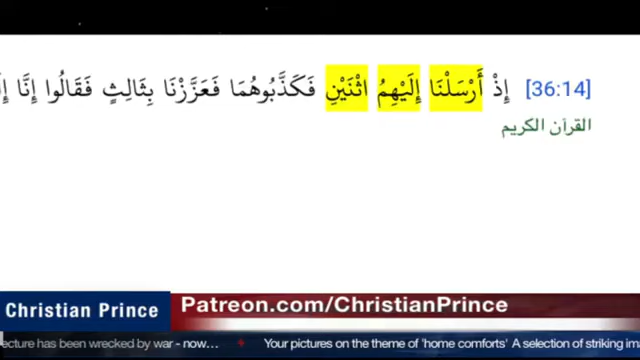 [36:14] إِذْ أَرْسَلْنَا إِلَيْهِمُ اثْنَيْنِ فَكَذَّبُوهُمَا فَعَزَّزْنَا بِثَالِثٍ فَقَالُوا إِنَّا
القرآن الكريم
Christian Prince
Patreon.com/ChristianPrince
ecture has been wrecked by war - now... Your pictures on the theme of 'home comforts' A selection of striking